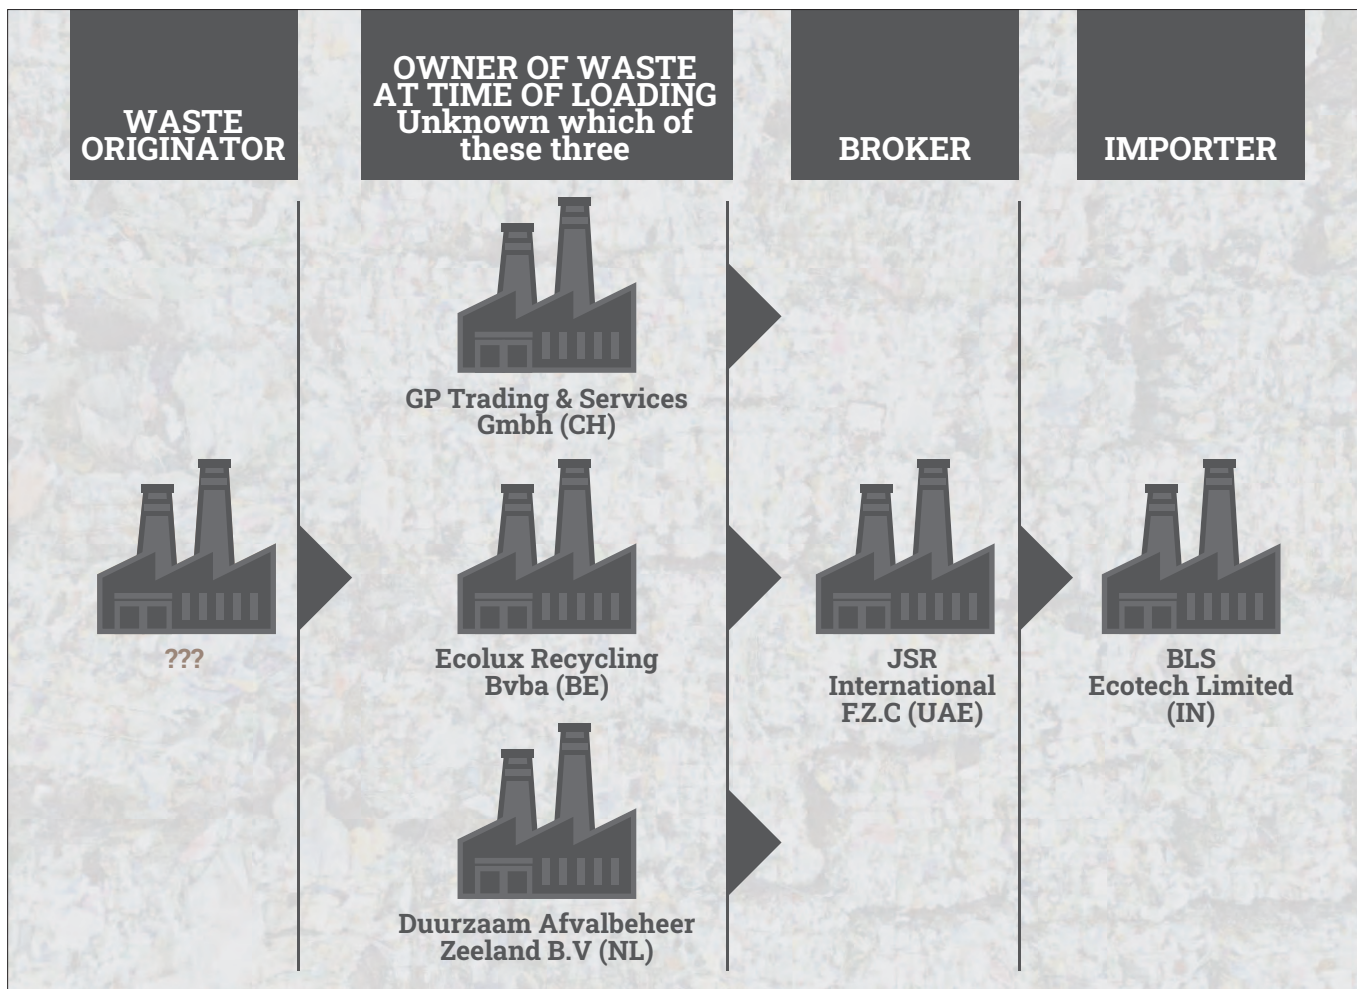 WASTE
ORIGINATOR
OWNER OF WASTE
AT TIME OF LOADING
Unknown which of
these three
BROKER
IMPORTER
GP Trading & Services
Gmbh (CH)
???
Ecolux Recycling
Bvba (BE)
JSR
International
F.Z.C (UAE)
BLS
Ecotech Limited
(IN)
Duurzaam Afvalbeheer
Zeeland B.V (NL)